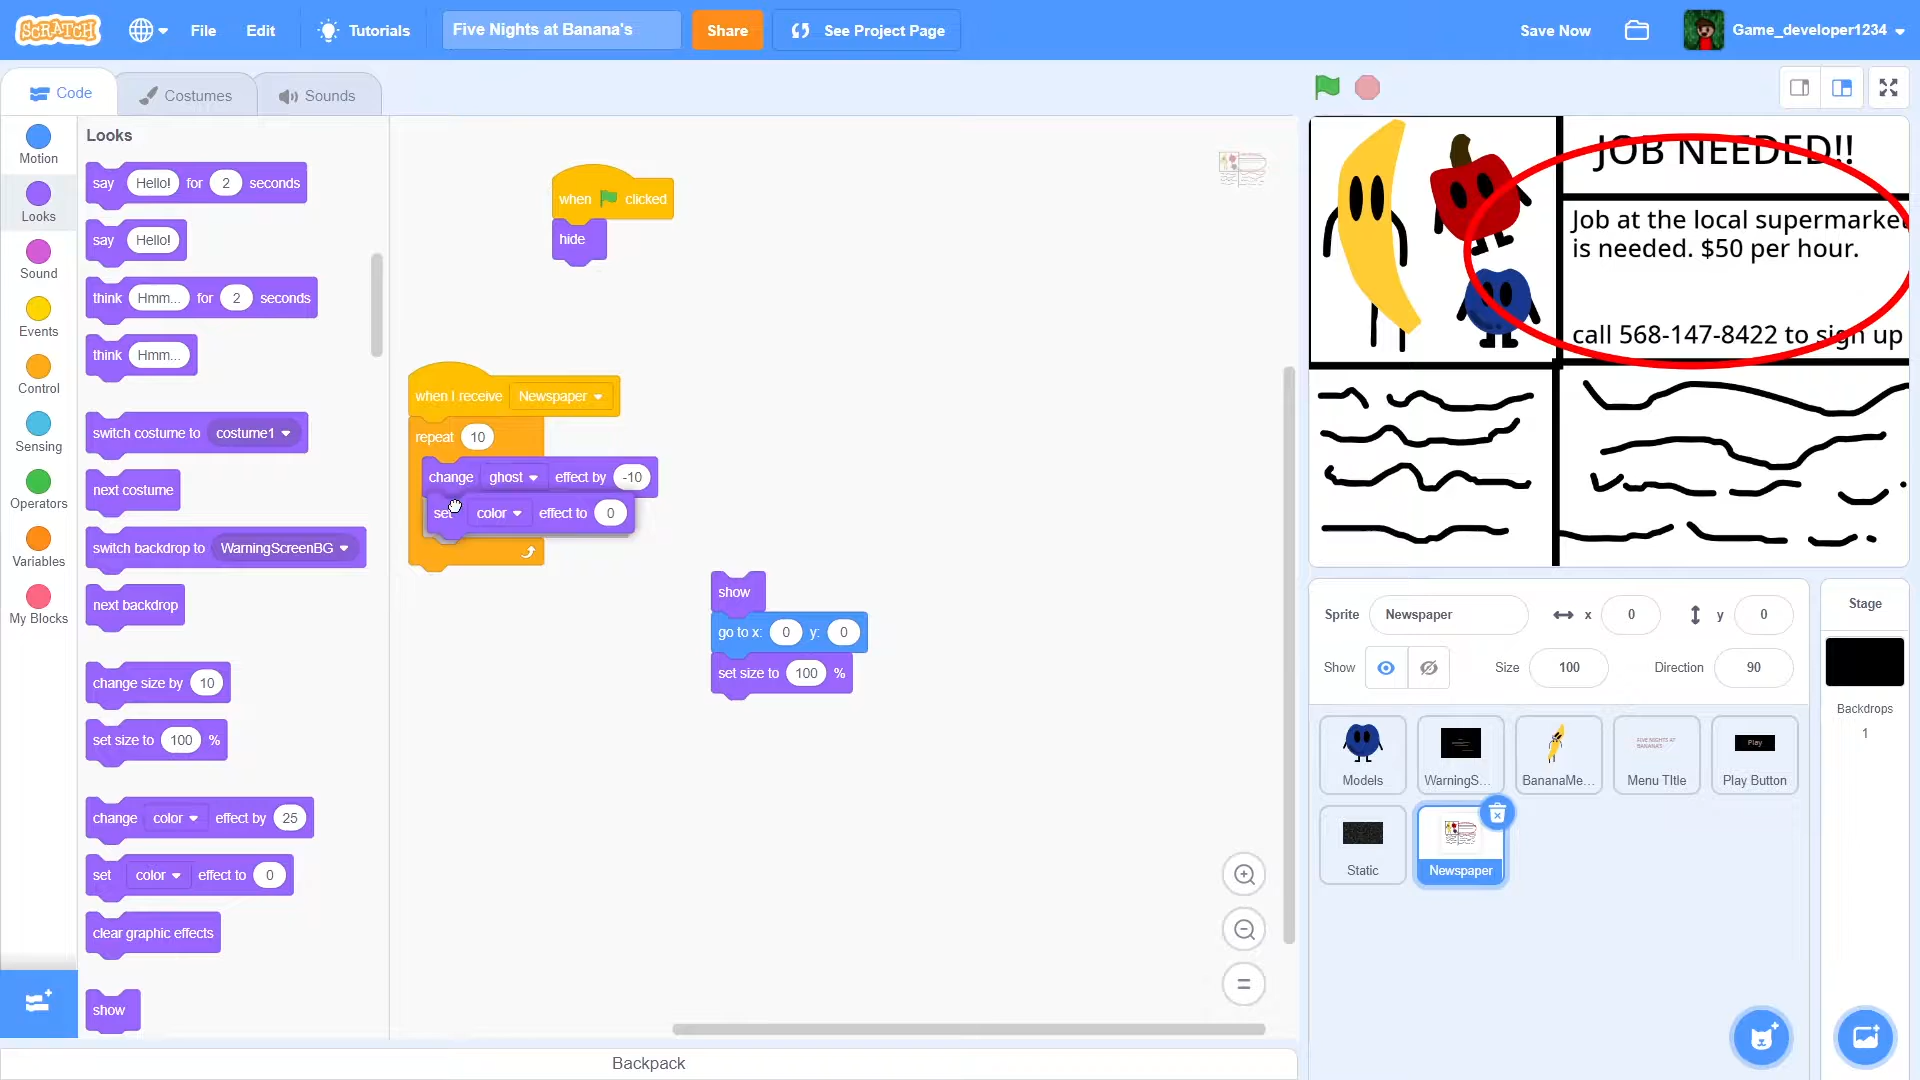 SCRATCH File Edit Tutorials Five Nights at Banana's Share See Project Page Save Now Game_developer1234
Code Costumes Sounds
Motion
Looks
Sound
Events
Control
Sensing
Operators
Variables
My Blocks
Looks
say Hello! for 2 seconds
say Hello!
think Hmm... for 2 seconds
think Hmm...
switch costume to costume1
next costume
switch backdrop to WarningScreenBG
next backdrop
change size by 10
set size to 100 %
change color effect by 25
set color effect to 0
clear graphic effects
show
when clicked
hide
when I receive Newspaper
repeat 10
change ghost effect by -10
set color effect to 0
show
go to x: 0 y: 0
set size to 100 %
JOB NEEDED!!
Job at the local supermarket
is needed. $50 per hour.
call 568-147-8422 to sign up
Sprite Newspaper x 0 y 0
Show Size 100 Direction 90
Models WarningS... BananaMe... Menu TItle Play Button
FIVE NIGHTS AT
BANANA'S
Play
Static Newspaper
Stage
Backdrops
1
Backpack